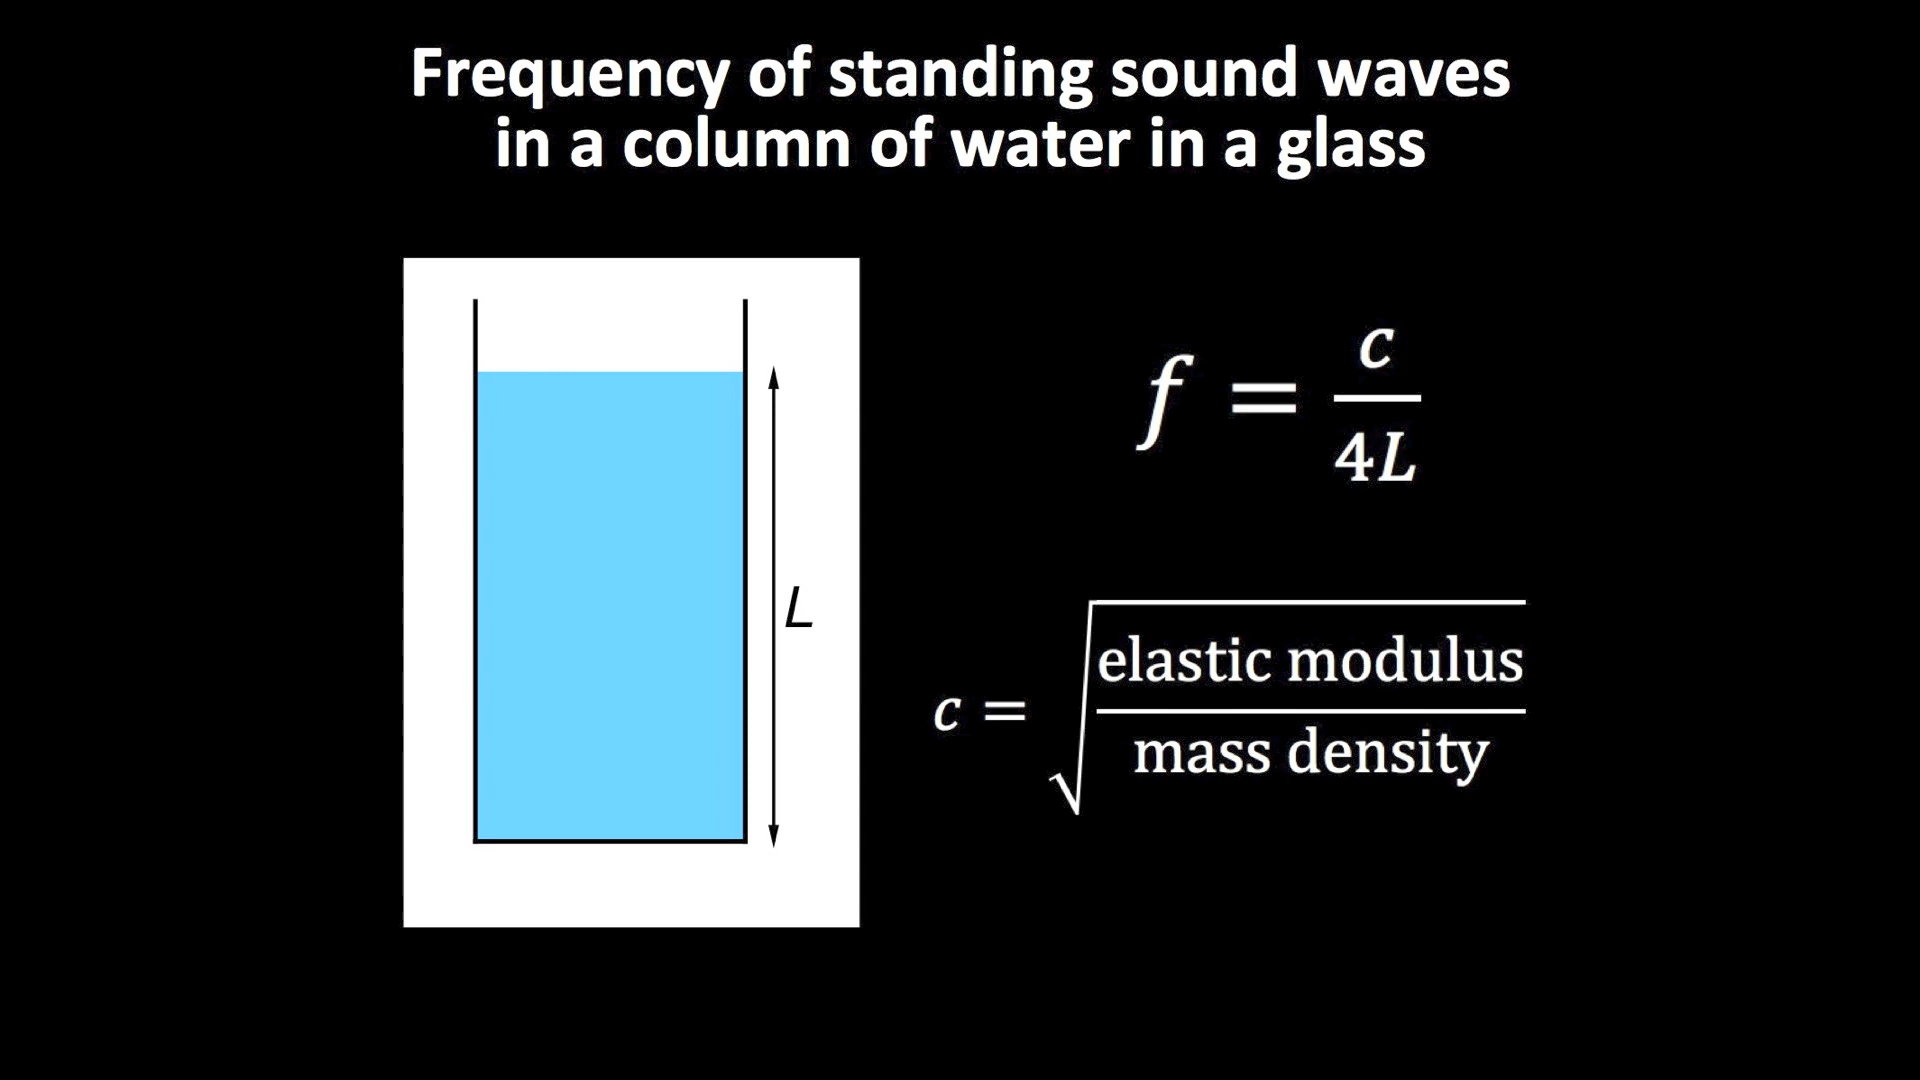 Frequency of standing sound waves
in a column of water in a glass
L
f = c / 4L
c = √(elastic modulus / mass density)